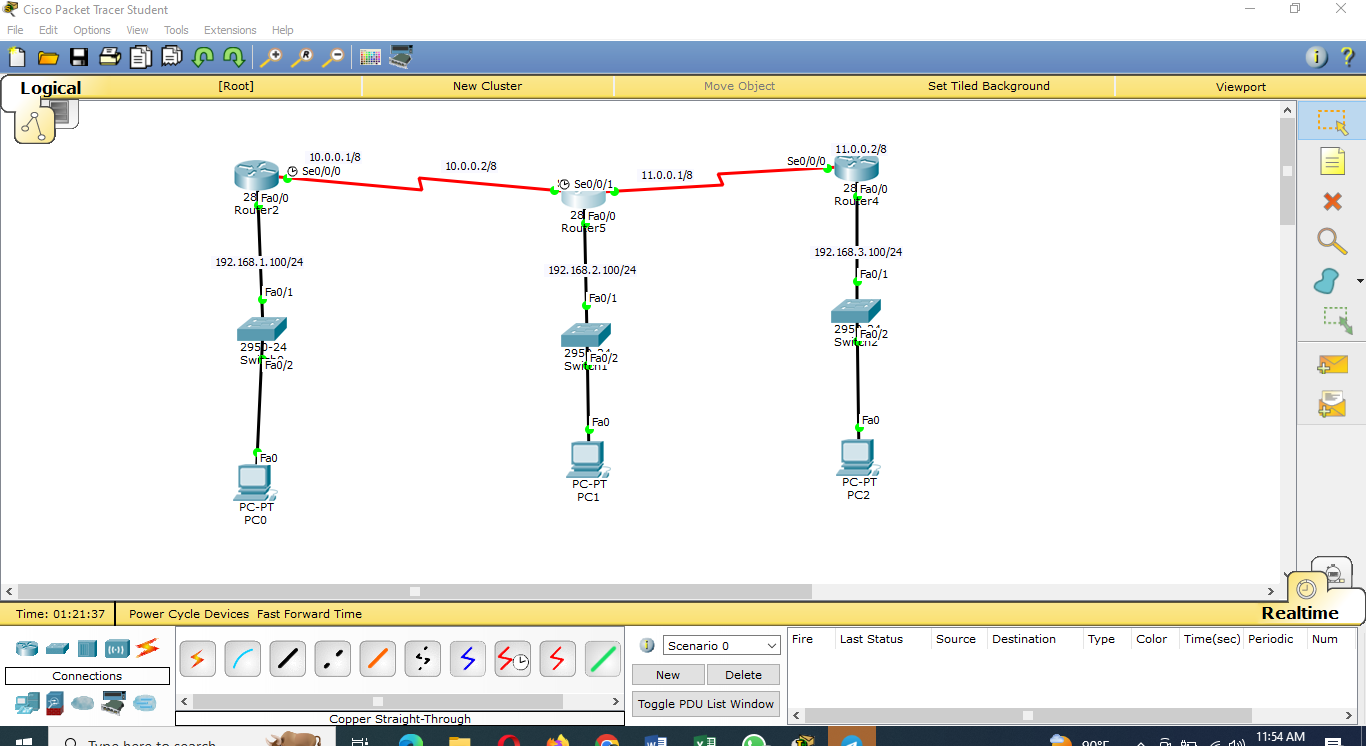 Cisco Packet Tracer Student
File Edit Options View Tools Extensions Help
Logical [Root] New Cluster Move Object Set Tiled Background Viewport
11.0.0.2/8
10.0.0.1/8
Se0/0/0
10.0.0.2/8
11.0.0.1/8
Se0/0/0
Se0/0/1
28 Fa0/0
Router2
28 Fa0/0
Router5
28 Fa0/0
Router4
192.168.1.100/24
192.168.2.100/24
192.168.3.100/24
Fa0/1
Fa0/1
Fa0/1
2950-24
Fa0/2
Fa0/2
Fa0/2
Fa0
Fa0
Fa0
PC-PT
PC0
PC-PT
PC1
PC-PT
PC2
Time: 01:21:37 Power Cycle Devices Fast Forward Time
Realtime
Connections
Copper Straight-Through
Scenario 0
New Delete
Toggle PDU List Window
Fire Last Status Source Destination Type Color Time(sec) Periodic Num
Type here to search
90°F
11:54 AM